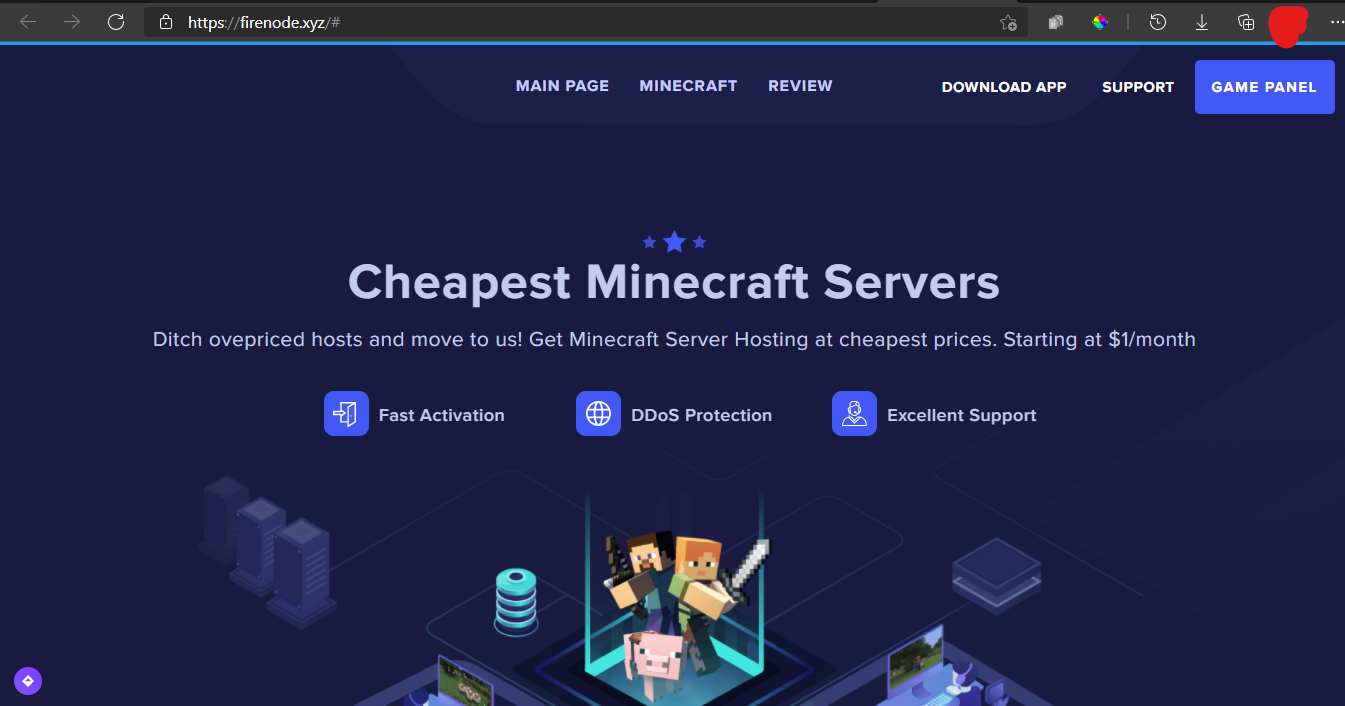 https://firenode.xyz/#
MAIN PAGE MINECRAFT REVIEW DOWNLOAD APP SUPPORT GAME PANEL
Cheapest Minecraft Servers
Ditch ovepriced hosts and move to us! Get Minecraft Server Hosting at cheapest prices. Starting at $1/month
Fast Activation DDoS Protection Excellent Support